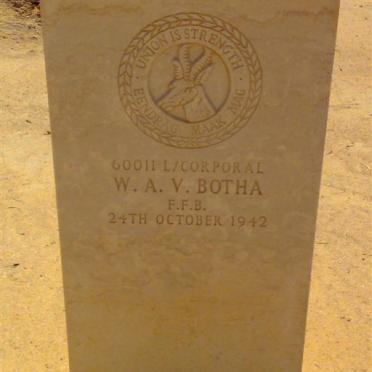 UNION IS STRENGTH
EENDRAG MAAK MAG
60011 L/CORPORAL
W. A. V. BOTHA
F.F.B.
24TH OCTOBER 1942